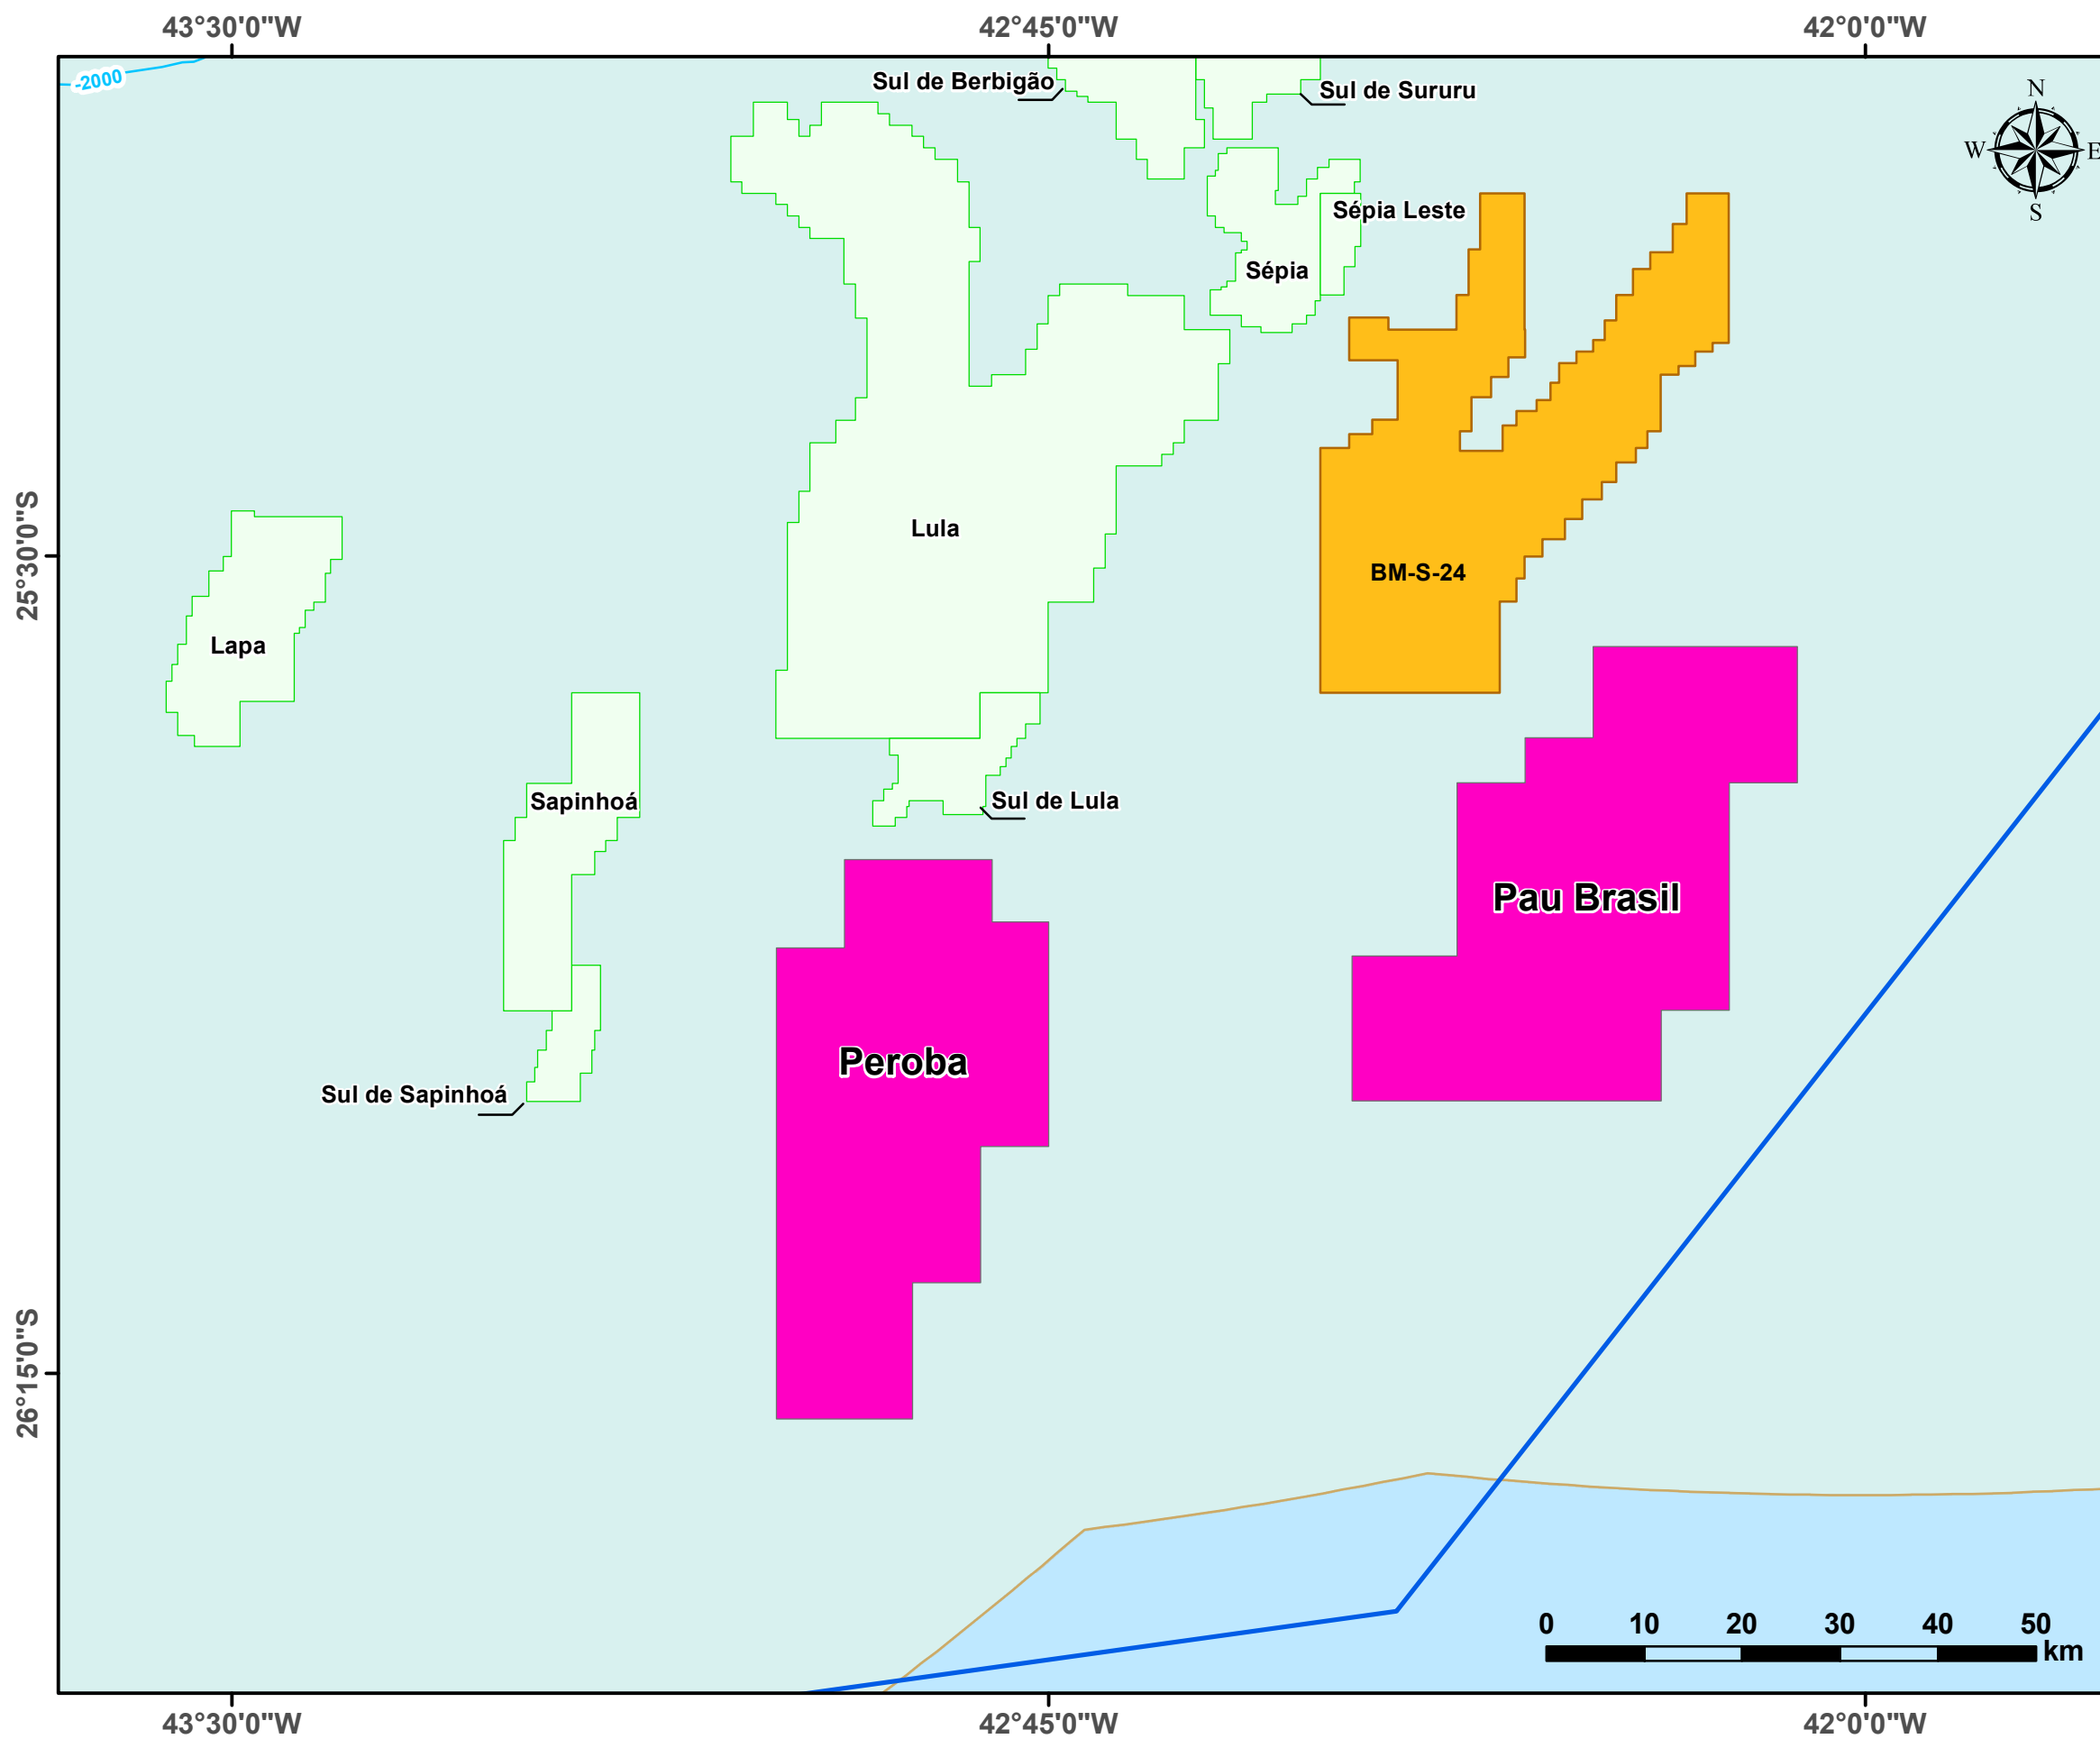 43°30'0"W 42°45'0"W 42°0'0"W
-2000
Sul de Berbigão
Sul de Sururu
N
W E
S
Sépia Leste
Sépia
Lula
25°30'0"S
BM-S-24
Lapa
Sapinhoá
Sul de Lula
Pau Brasil
Peroba
Sul de Sapinhoá
26°15'0"S
0 10 20 30 40 50
km
43°30'0"W 42°45'0"W 42°0'0"W